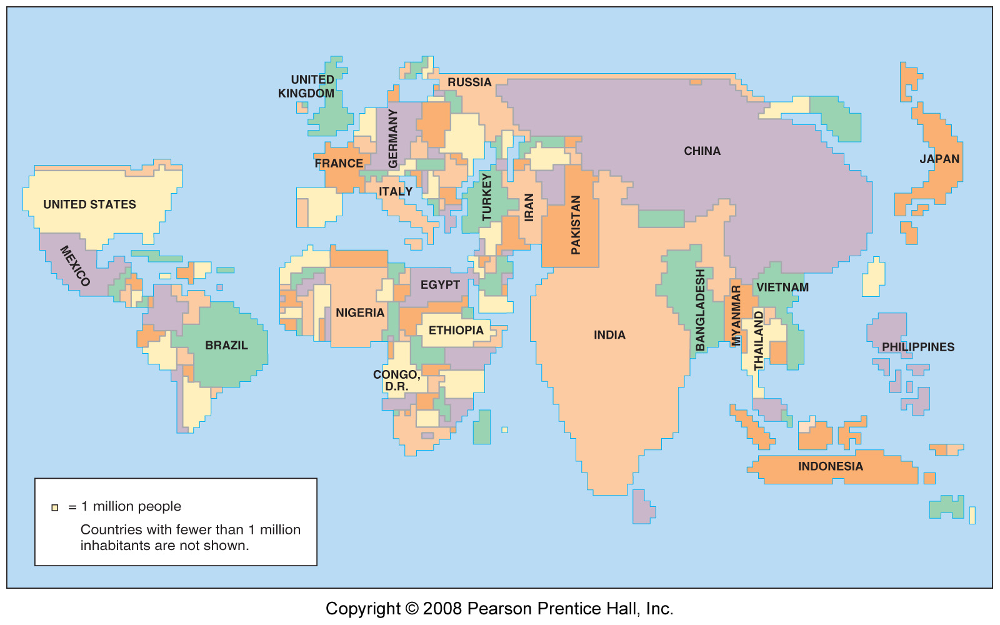 UNITED
KINGDOM
RUSSIA
GERMANY
FRANCE
ITALY
CHINA
JAPAN
UNITED STATES
TURKEY
IRAN
PAKISTAN
MEXICO
EGYPT
NIGERIA
ETHIOPIA
BRAZIL
CONGO,
D.R.
INDIA
BANGLADESH
MYANMAR
VIETNAM
THAILAND
PHILIPPINES
INDONESIA
= 1 million people
Countries with fewer than 1 million
inhabitants are not shown.
Copyright © 2008 Pearson Prentice Hall, Inc.